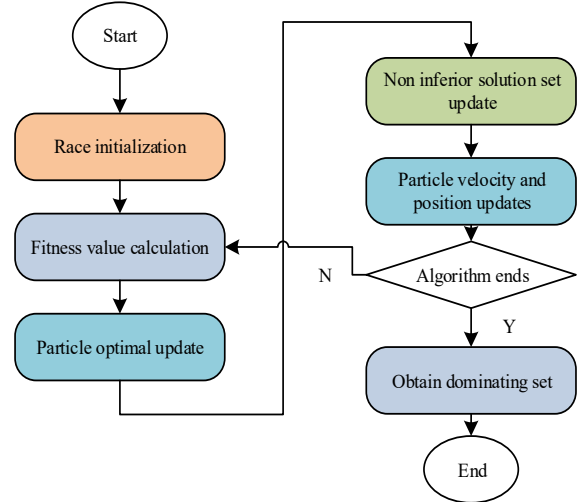 Start
Race initialization
Fitness value calculation
Particle optimal update
Non inferior solution set
update
Particle velocity and
position updates
Algorithm ends
N
Y
Obtain dominating set
End